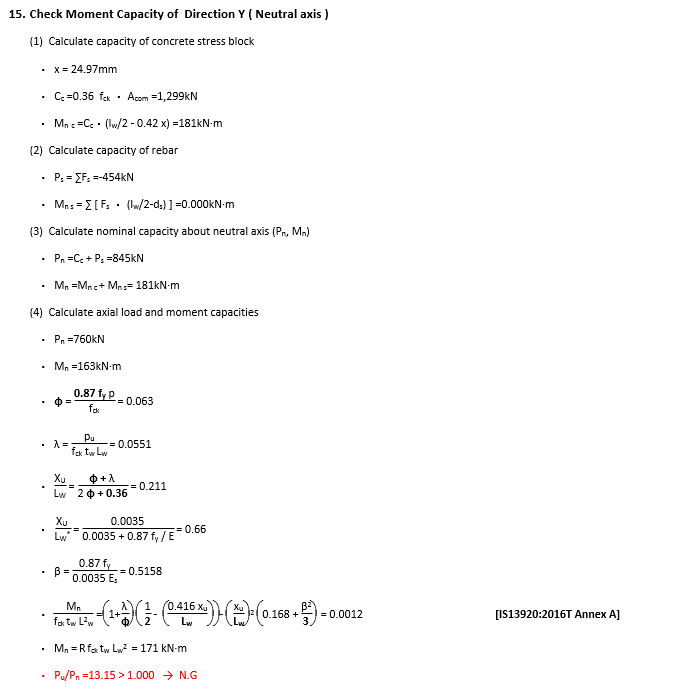 15. Check Moment Capacity of Direction Y ( Neutral axis )
(1) Calculate capacity of concrete stress block
• x = 24.97mm
• Cc =0.36 fck • Acom =1,299kN
• Mn c =Cc • (lw/2 - 0.42 x) =181kN·m
(2) Calculate capacity of rebar
• Ps = ∑Fs =-454kN
• Mn s = ∑ [ Fs • (lw/2-ds) ] =0.000kN·m
(3) Calculate nominal capacity about neutral axis (Pn, Mn)
• Pn =Cc + Ps =845kN
• Mn =Mn c + Mn s= 181kN·m
(4) Calculate axial load and moment capacities
• Pn =760kN
• Mn =163kN·m
• ϕ = 0.87 fy p / fck = 0.063
• λ = pu / fck tw Lw = 0.0551
• Xu / Lw = ϕ + λ / 2 ϕ + 0.36 = 0.211
• Xu / Lw* = 0.0035 / 0.0035 + 0.87 fy / E = 0.66
• β = 0.87 fy / 0.0035 Es = 0.5158
• Mn / fck tw L²w = (1+ λ/ϕ)(1/2 - (0.416 xu / Lw)) - (xu / Lw)²(0.168 + β²/3) = 0.0012 [IS13920:2016T Annex A]
• Mn = R fck tw Lw² = 171 kN·m
• Pu/Pn =13.15 > 1.000 → N.G